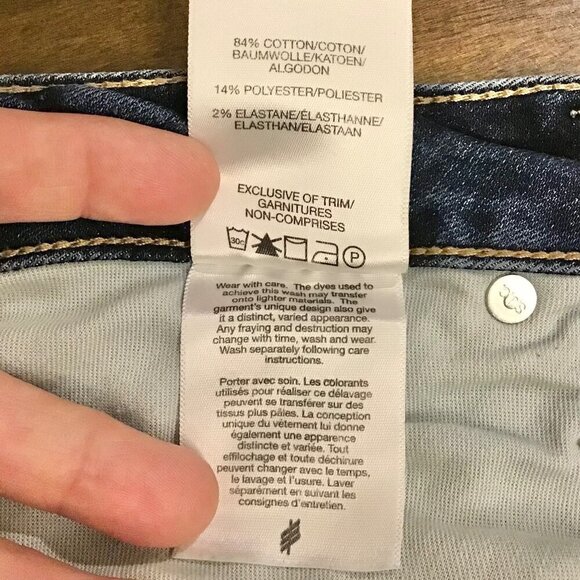 84% COTTON/COTON/
BAUMWOLLE/KATOEN/
ALGODON
14% POLYESTER/POLIESTER
2% ELASTANE/ÉLASTHANNE/
ELASTHAN/ELASTAAN
EXCLUSIVE OF TRIM/
GARNITURES
NON-COMPRISES
30c P
Wear with care. The dyes used to
achieve this wash may transfer
onto lighter materials. The
garment's unique design also give
it a distinct, varied appearance.
Any fraying and destruction may
change with time, wash and wear.
Wash separately following care
instructions.
Porter avec soin. Les colorants
utilisés pour réaliser ce délavage
peuvent se transférer sur des
tissus plus pâles. La conception
unique du vêtement lui donne
également une apparence
distincte et variée. Tout
effilochage et toute déchirure
peuvent changer avec le temps,
le lavage et l'usure. Laver
séparément en suivant les
consignes d'entretien.